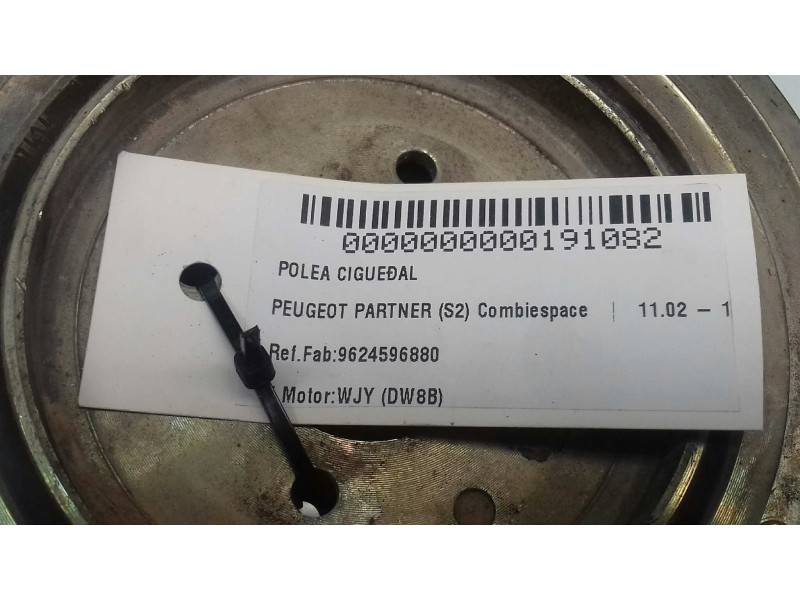 0000000000191082
POLEA CIGUEÐAL
PEUGEOT PARTNER (S2) Combiespace | 11.02 – 1
Ref.Fab:9624596880
Motor:WJY (DW8B)